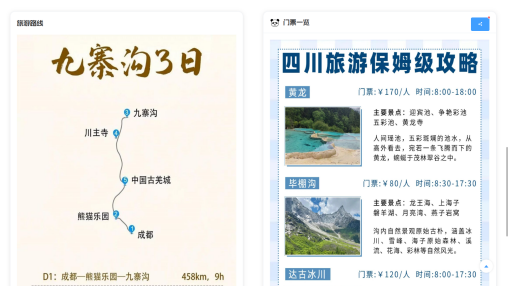 旅游路线
九寨沟3日
九寨沟
川主寺
中国古羌城
熊猫乐园
成都
D1：成都—熊猫乐园—九寨沟 458km，9h
门票一览
四川旅游保姆级攻略
黄龙 门票:￥170/人 时间:8:00-18:00
主要景点：迎宾池、争艳彩池
五彩池、黄龙寺
人间瑶池，五彩斑斓的池水，从
高外看去，宛若一条飞腾而下的
黄龙，蜿蜒于茂林翠谷之中。
毕棚沟 门票:￥80/人 时间:8:30-17:30
主要景点：龙王海、上海子
磐羊湖、月亮湾、燕子岩窝
沟内自然景观原始古朴，涵盖冰
川、雪峰、海子原始森林、溪
流、花海、彩林等自然风光。
达古冰川 门票:￥120/人 时间:8:30-17:30